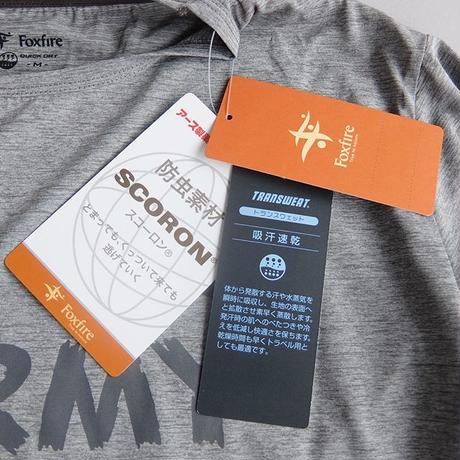 Foxfire
QUICK DRY
-M-
アース製薬
防虫素材
SCORON®
スコーロン®
とまっても、くっついて来ても
逃げていく
Foxfire
Foxfire
TRANSWEAT®
トランスウェット
吸汗速乾
体から発散する汗や水蒸気を
瞬時に吸収し、生地の表面へ
と拡散させ素早く蒸散します。
発汗時の肌へのべたつきや冷
えを低減し快適さを保ちます。
乾燥時間も早くトラベル用と
しても最適です。
RMY